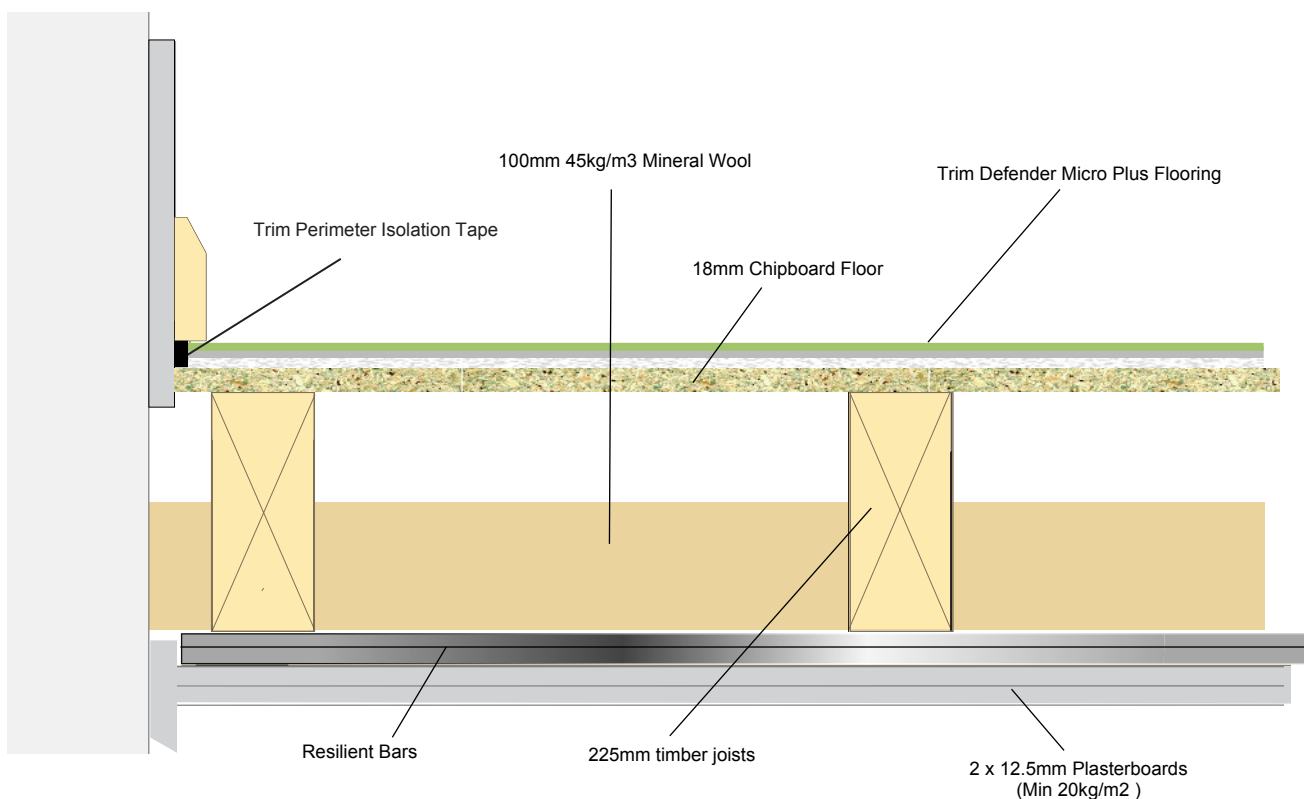 100mm 45kg/m3 Mineral Wool
Trim Defender Micro Plus Flooring
Trim Perimeter Isolation Tape
18mm Chipboard Floor
Resilient Bars
225mm timber joists
2 x 12.5mm Plasterboards
(Min 20kg/m2 )